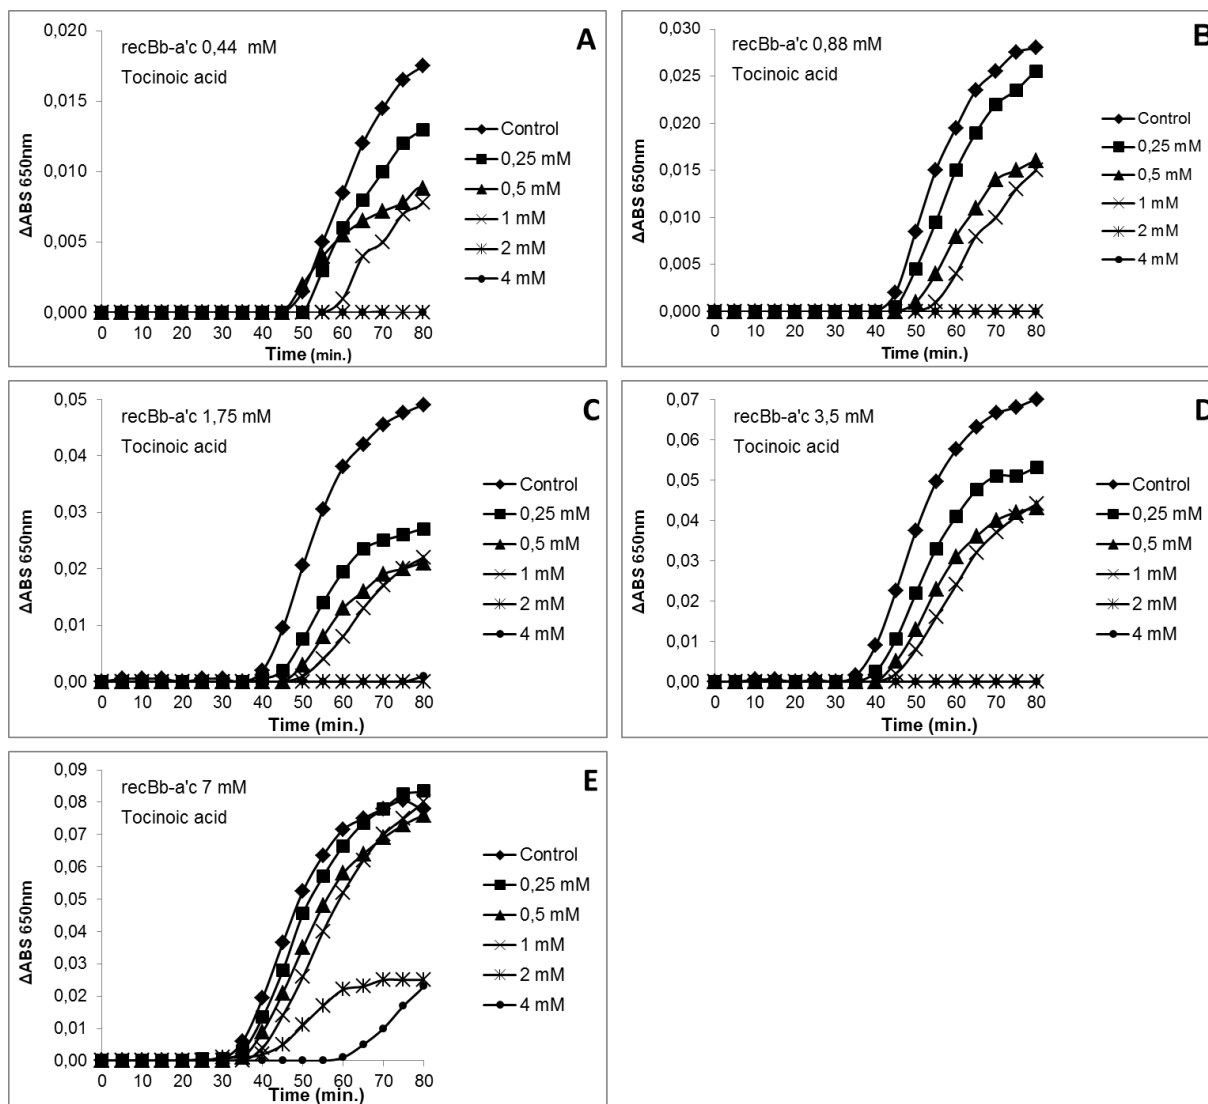 recBb-a'c 0,44 mM
A
Tocinoic acid
0,020
0,015
0,010
0,005
0,000
ΔABS 650nm
0 10 20 30 40 50 60 70 80
Time (min.)
Control
0,25 mM
0,5 mM
1 mM
2 mM
4 mM
recBb-a'c 0,88 mM
B
Tocinoic acid
0,030
0,025
0,020
0,015
0,010
0,005
0,000
ΔABS 650nm
0 10 20 30 40 50 60 70 80
Time (min.)
Control
0,25 mM
0,5 mM
1 mM
2 mM
4 mM
recBb-a'c 1,75 mM
C
Tocinoic acid
0,05
0,04
0,03
0,02
0,01
0,00
ΔABS 650nm
0 10 20 30 40 50 60 70 80
Time (min.)
Control
0,25 mM
0,5 mM
1 mM
2 mM
4 mM
recBb-a'c 3,5 mM
D
Tocinoic acid
0,07
0,06
0,05
0,04
0,03
0,02
0,01
0,00
ΔABS 650nm
0 10 20 30 40 50 60 70 80
Time (min.)
Control
0,25 mM
0,5 mM
1 mM
2 mM
4 mM
recBb-a'c 7 mM
E
Tocinoic acid
0,09
0,08
0,07
0,06
0,05
0,04
0,03
0,02
0,01
0,00
ΔABS 650nm
0 10 20 30 40 50 60 70 80
Time (min.)
Control
0,25 mM
0,5 mM
1 mM
2 mM
4 mM